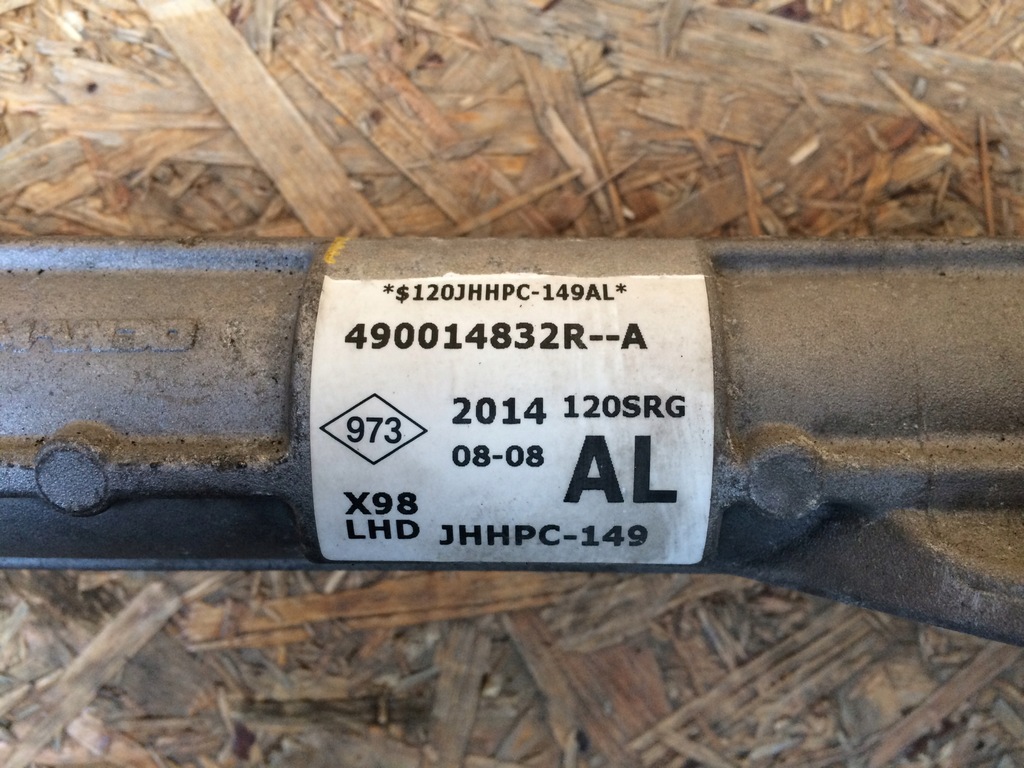 *$120JHHPC-149AL*
490014832R--A
973
2014 120SRG
08-08 AL
X98
LHD JHHPC-149